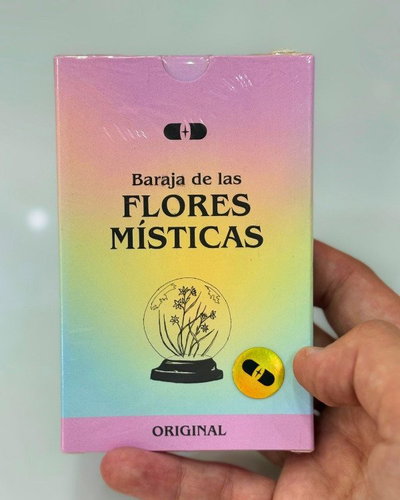 Baraja de las
FLORES
MÍSTICAS
ORIGINAL